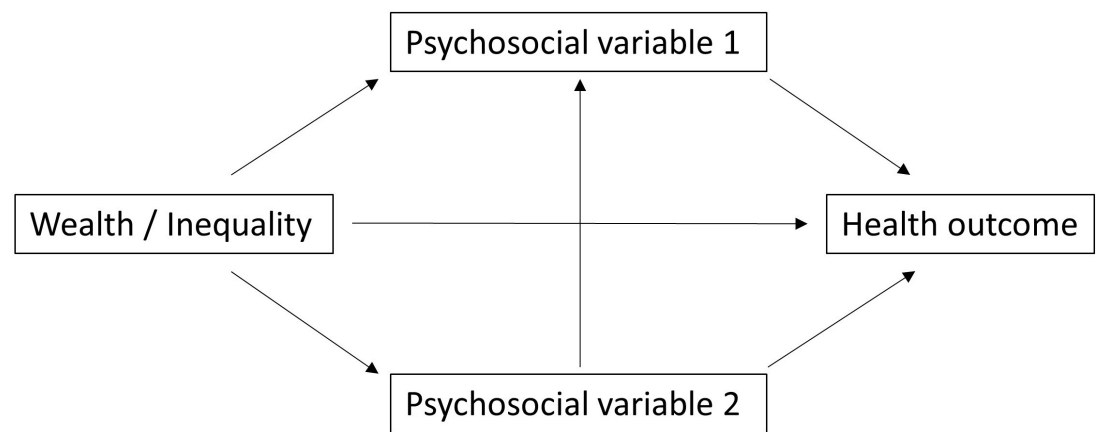 Psychosocial variable 1
Wealth / Inequality
Health outcome
Psychosocial variable 2